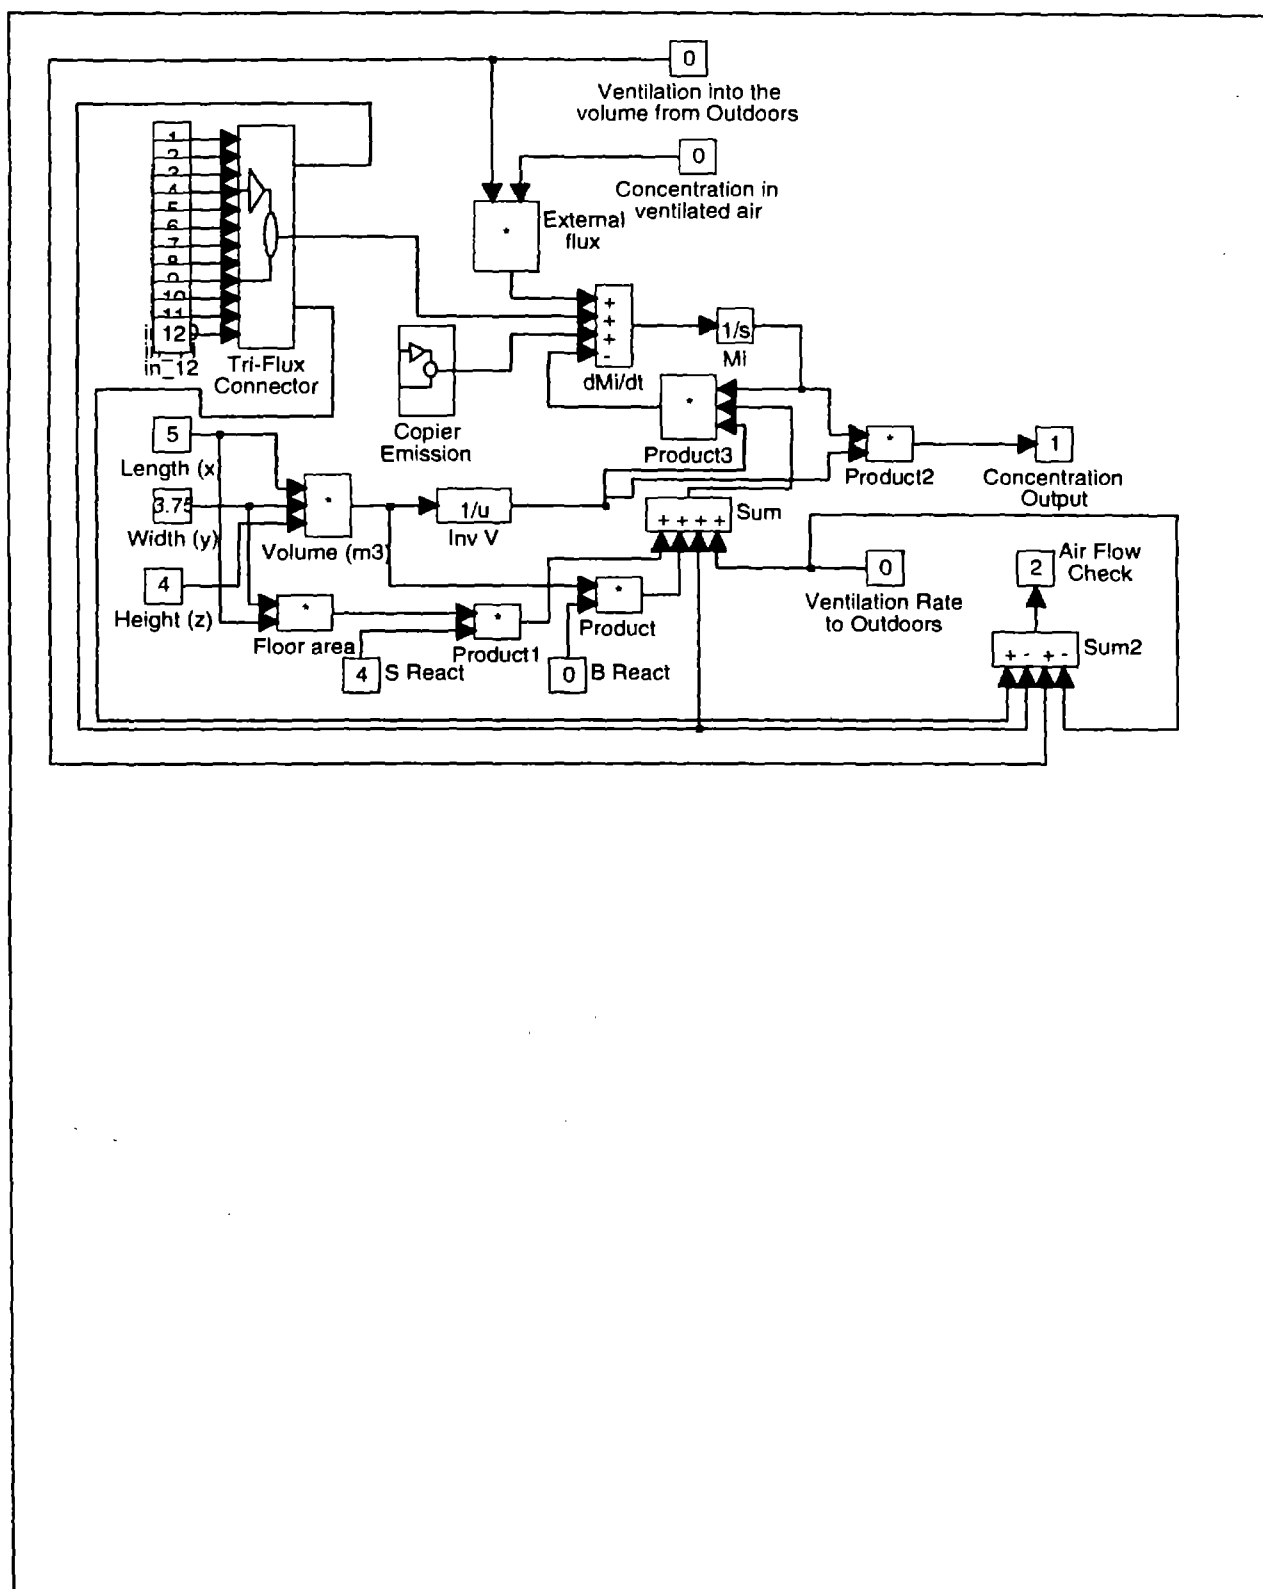 0
Ventilation into the
volume from Outdoors
0
Concentration in
ventilated air
1
2
3
4
5
6
7
8
9
10
11
12
in_12
Tri-Flux
Connector
*
External
flux
+
+
+
-
dMi/dt
1/s
Mi
Copier
Emission
*
Product3
*
Product2
1
Concentration
Output
5
Length (x
3.75
Width (y)
4
Height (z)
*
Volume (m3)
1/u
Inv V
+ + + +
Sum
*
Floor area
*
Product1
*
Product
4
S React
0
B React
0
Ventilation Rate
to Outdoors
2
Air Flow
Check
+ - + -
Sum2